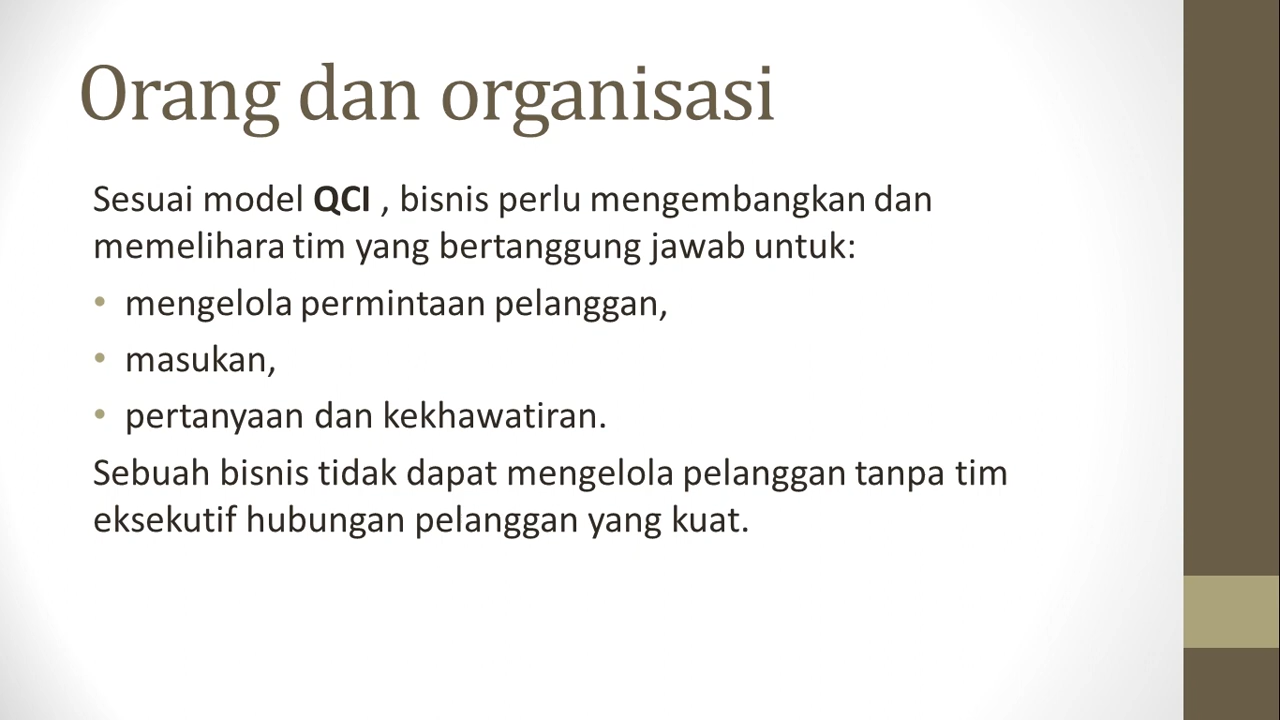 Orang dan organisasi
Sesuai model QCI , bisnis perlu mengembangkan dan
memelihara tim yang bertanggung jawab untuk:
• mengelola permintaan pelanggan,
• masukan,
• pertanyaan dan kekhawatiran.
Sebuah bisnis tidak dapat mengelola pelanggan tanpa tim
eksekutif hubungan pelanggan yang kuat.